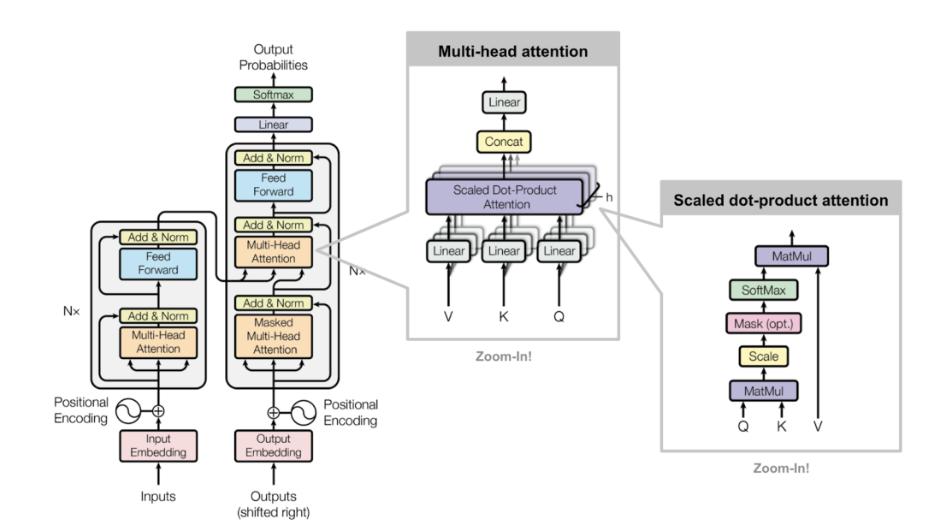 Output
Probabilities
Softmax
Linear
Add & Norm
Feed
Forward
Add & Norm
Multi-Head
Attention
Nx
Add & Norm
Masked
Multi-Head
Attention
Positional
Encoding
Output
Embedding
Outputs
(shifted right)
Add & Norm
Feed
Forward
Nx
Add & Norm
Multi-Head
Attention
Positional
Encoding
Input
Embedding
Inputs
Multi-head attention
Linear
Concat
Scaled Dot-Product
Attention
h
Linear
Linear
Linear
V
K
Q
Zoom-In!
Scaled dot-product attention
MatMul
SoftMax
Mask (opt.)
Scale
MatMul
Q
K
V
Zoom-In!